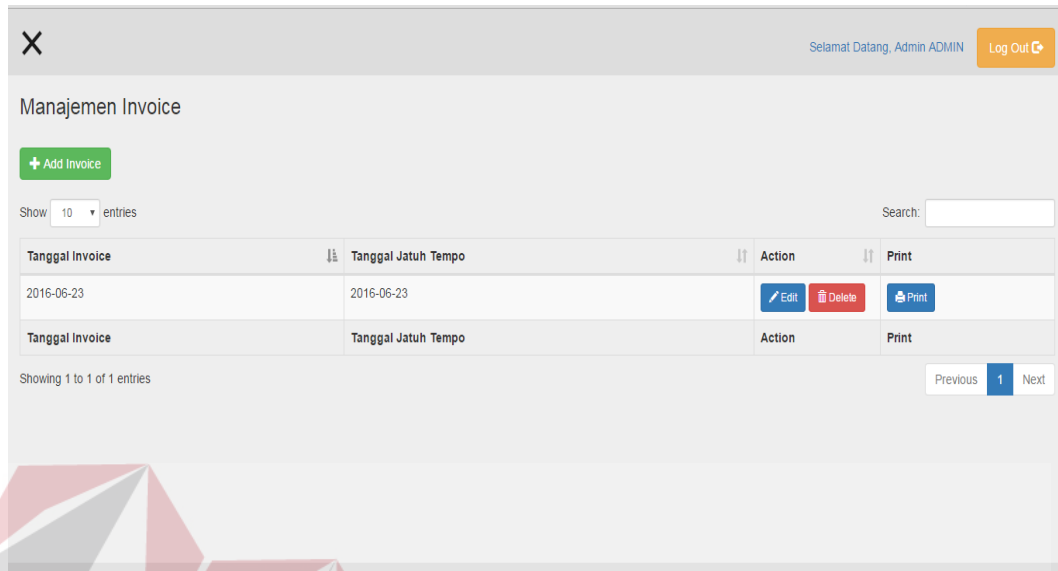 Selamat Datang, Admin ADMIN Log Out
Manajemen Invoice
Add Invoice
Show 10 entries Search:
Tanggal Invoice Tanggal Jatuh Tempo Action Print
2016-06-23 2016-06-23 Edit Delete Print
Tanggal Invoice Tanggal Jatuh Tempo Action Print
Showing 1 to 1 of 1 entries Previous 1 Next